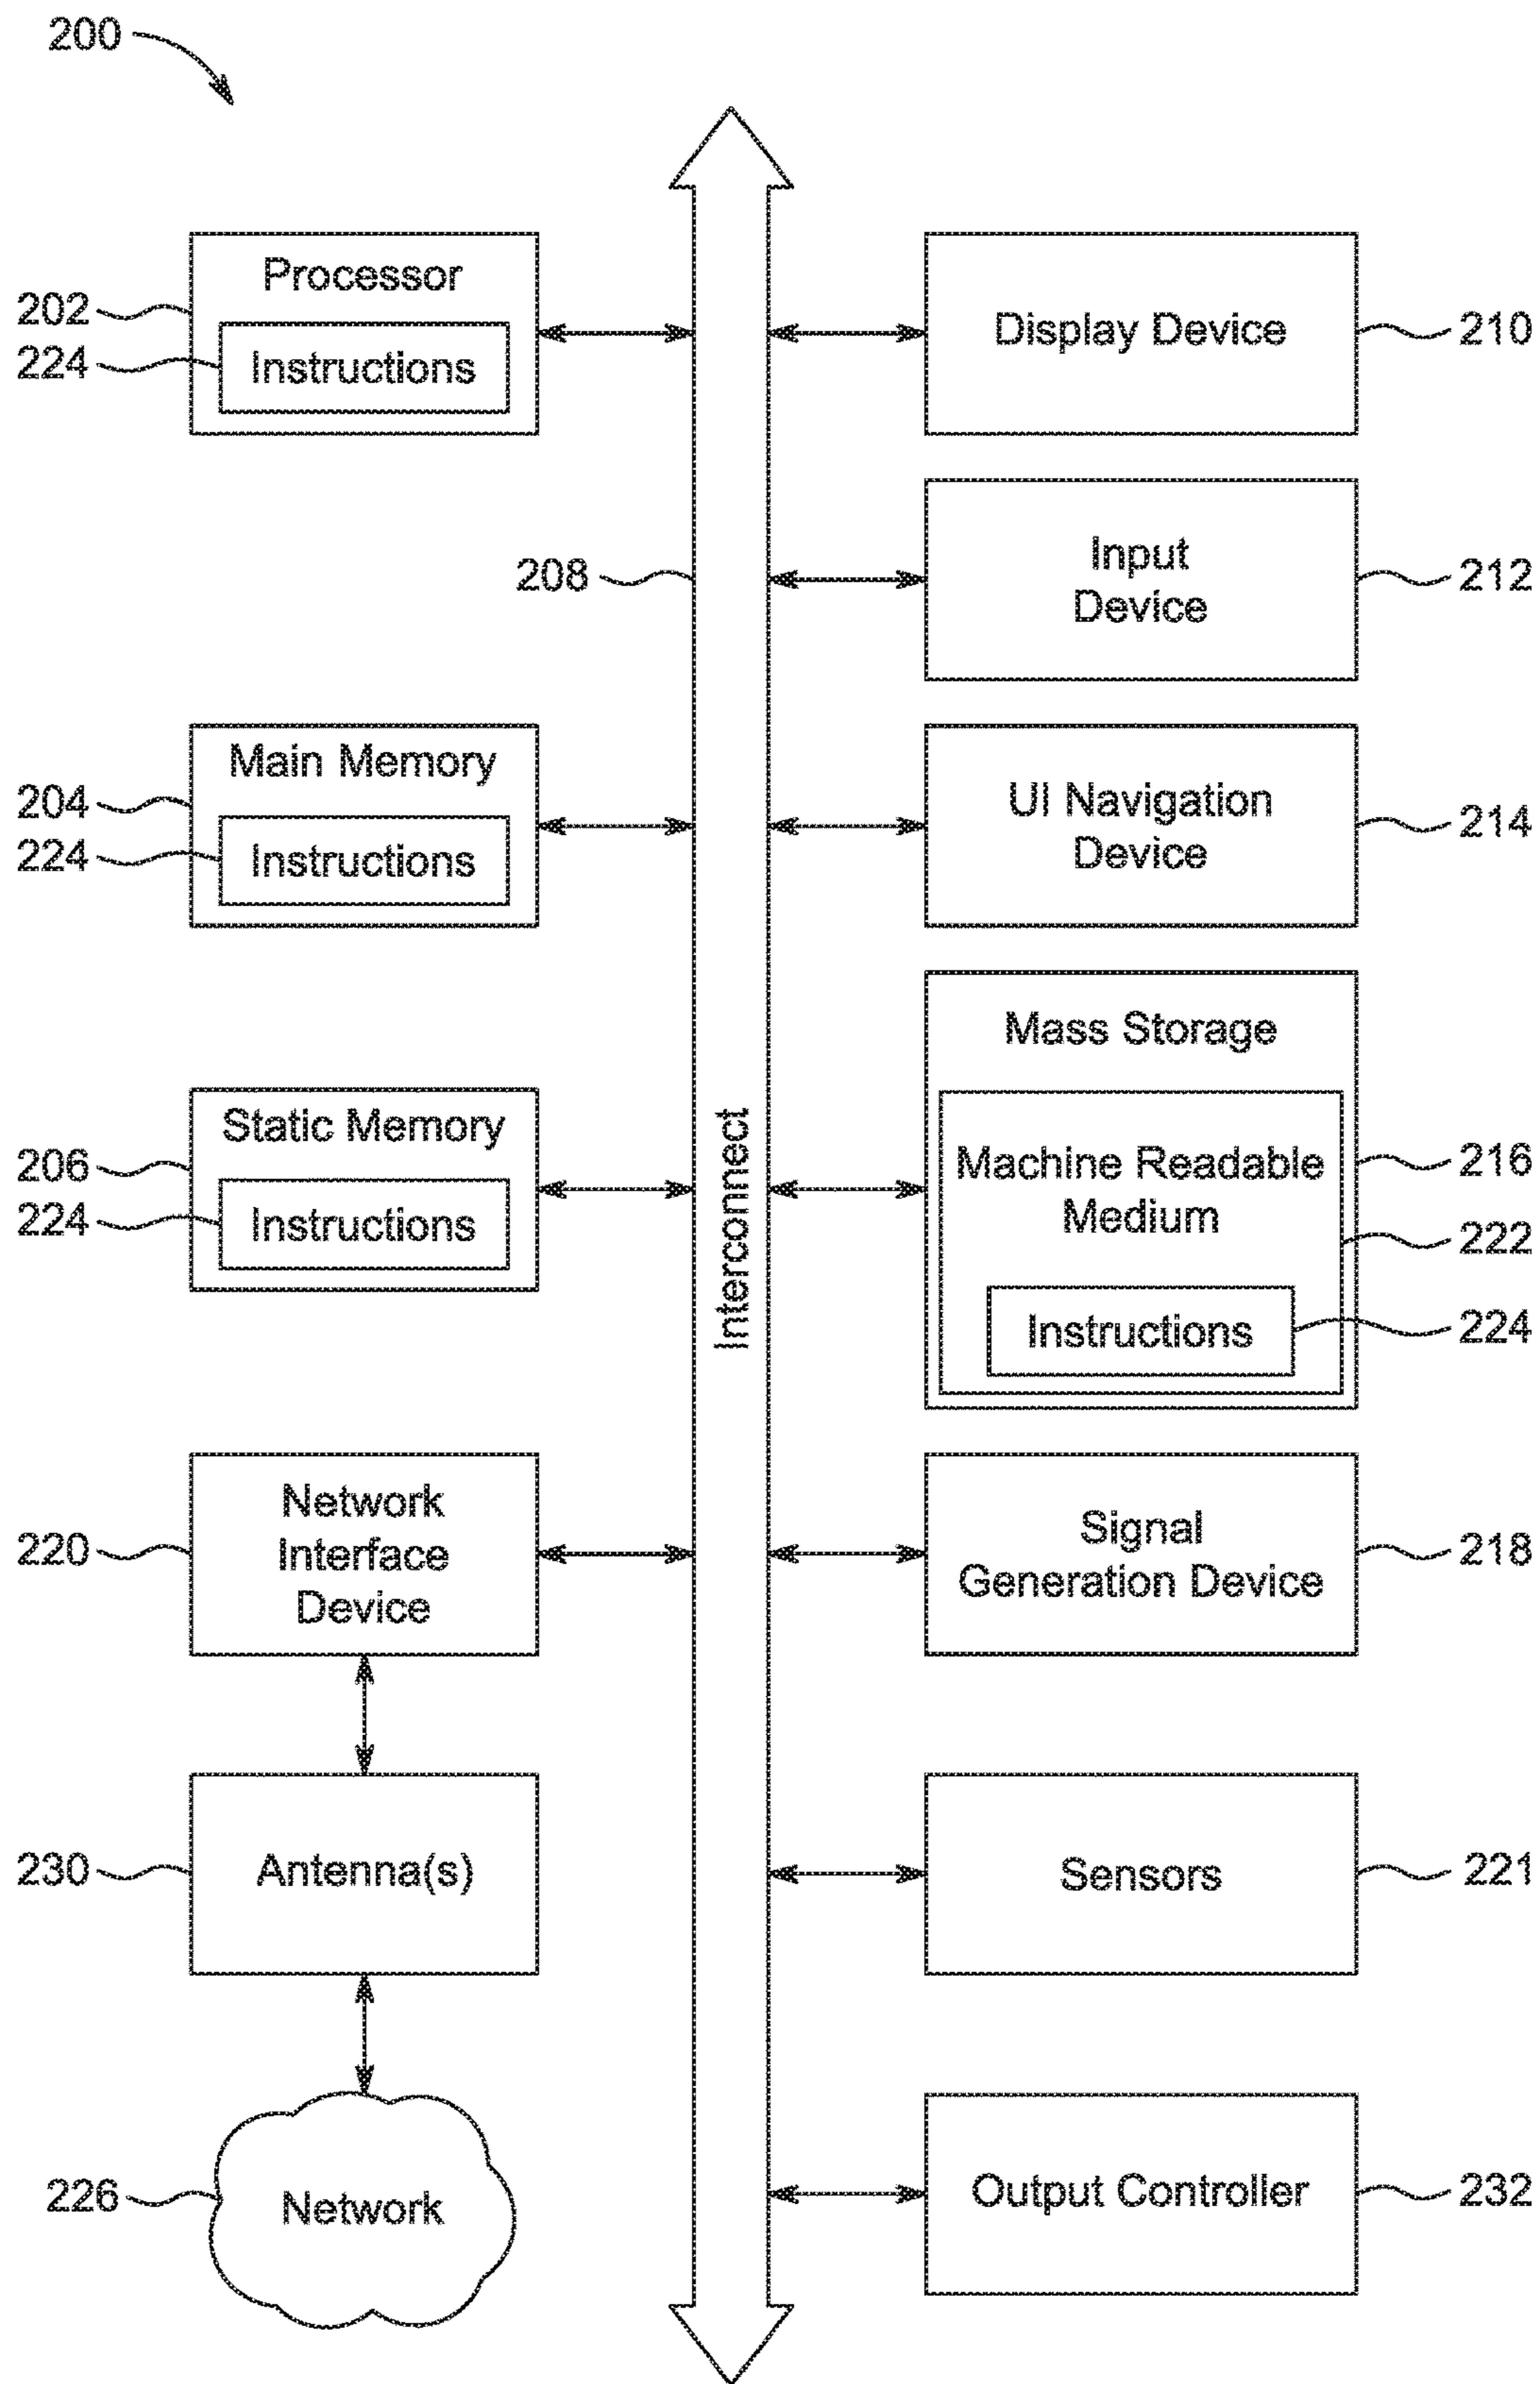 200
Processor
202
224
Instructions
Display Device
210
208
Input
Device
212
Main Memory
204
224
Instructions
UI Navigation
Device
214
Mass Storage
Static Memory
206
224
Instructions
Interconnect
Machine Readable
Medium
216
222
Instructions
224
Network
Interface
Device
220
Signal
Generation Device
218
230
Antenna(s)
Sensors
221
226
Network
Output Controller
232